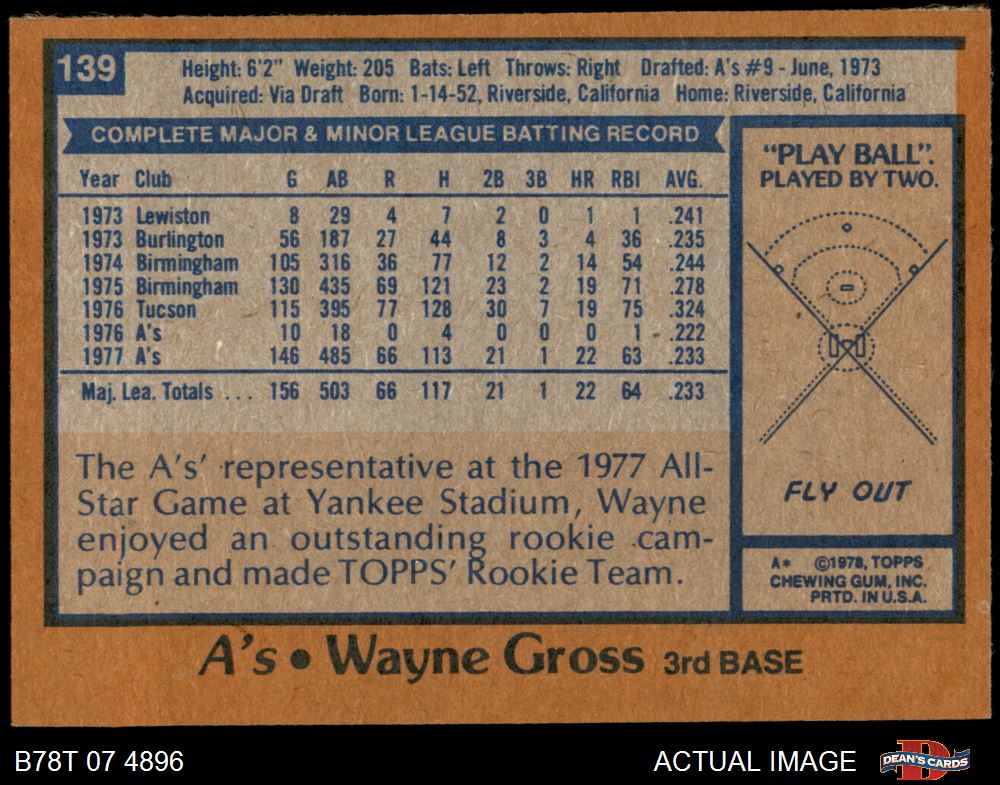 139
Height: 6'2" Weight: 205 Bats: Left Throws: Right Drafted: A's #9 - June, 1973
Acquired: Via Draft Born: 1-14-52, Riverside, California Home: Riverside, California
COMPLETE MAJOR & MINOR LEAGUE BATTING RECORD
Year Club G AB R H 2B 3B HR RBI AVG.
1973 Lewiston 8 29 4 7 2 0 1 1 .241
1973 Burlington 56 187 27 44 8 3 4 36 .235
1974 Birmingham 105 316 36 77 12 2 14 54 .244
1975 Birmingham 130 435 69 121 23 2 19 71 .278
1976 Tucson 115 395 77 128 30 7 19 75 .324
1976 A's 10 18 0 4 0 0 0 1 .222
1977 A's 146 485 66 113 21 1 22 63 .233
Maj. Lea. Totals ... 156 503 66 117 21 1 22 64 .233
The A's' representative at the 1977 All-
Star Game at Yankee Stadium, Wayne
enjoyed an outstanding rookie cam-
paign and made TOPPS' Rookie Team.
"PLAY BALL".
PLAYED BY TWO.
FLY OUT
A* ©1978, TOPPS
CHEWING GUM, INC.
PRTD. IN U.S.A.
A's • Wayne Gross 3rd BASE
B78T 07 4896
ACTUAL IMAGE
D
DEAN'S CARDS